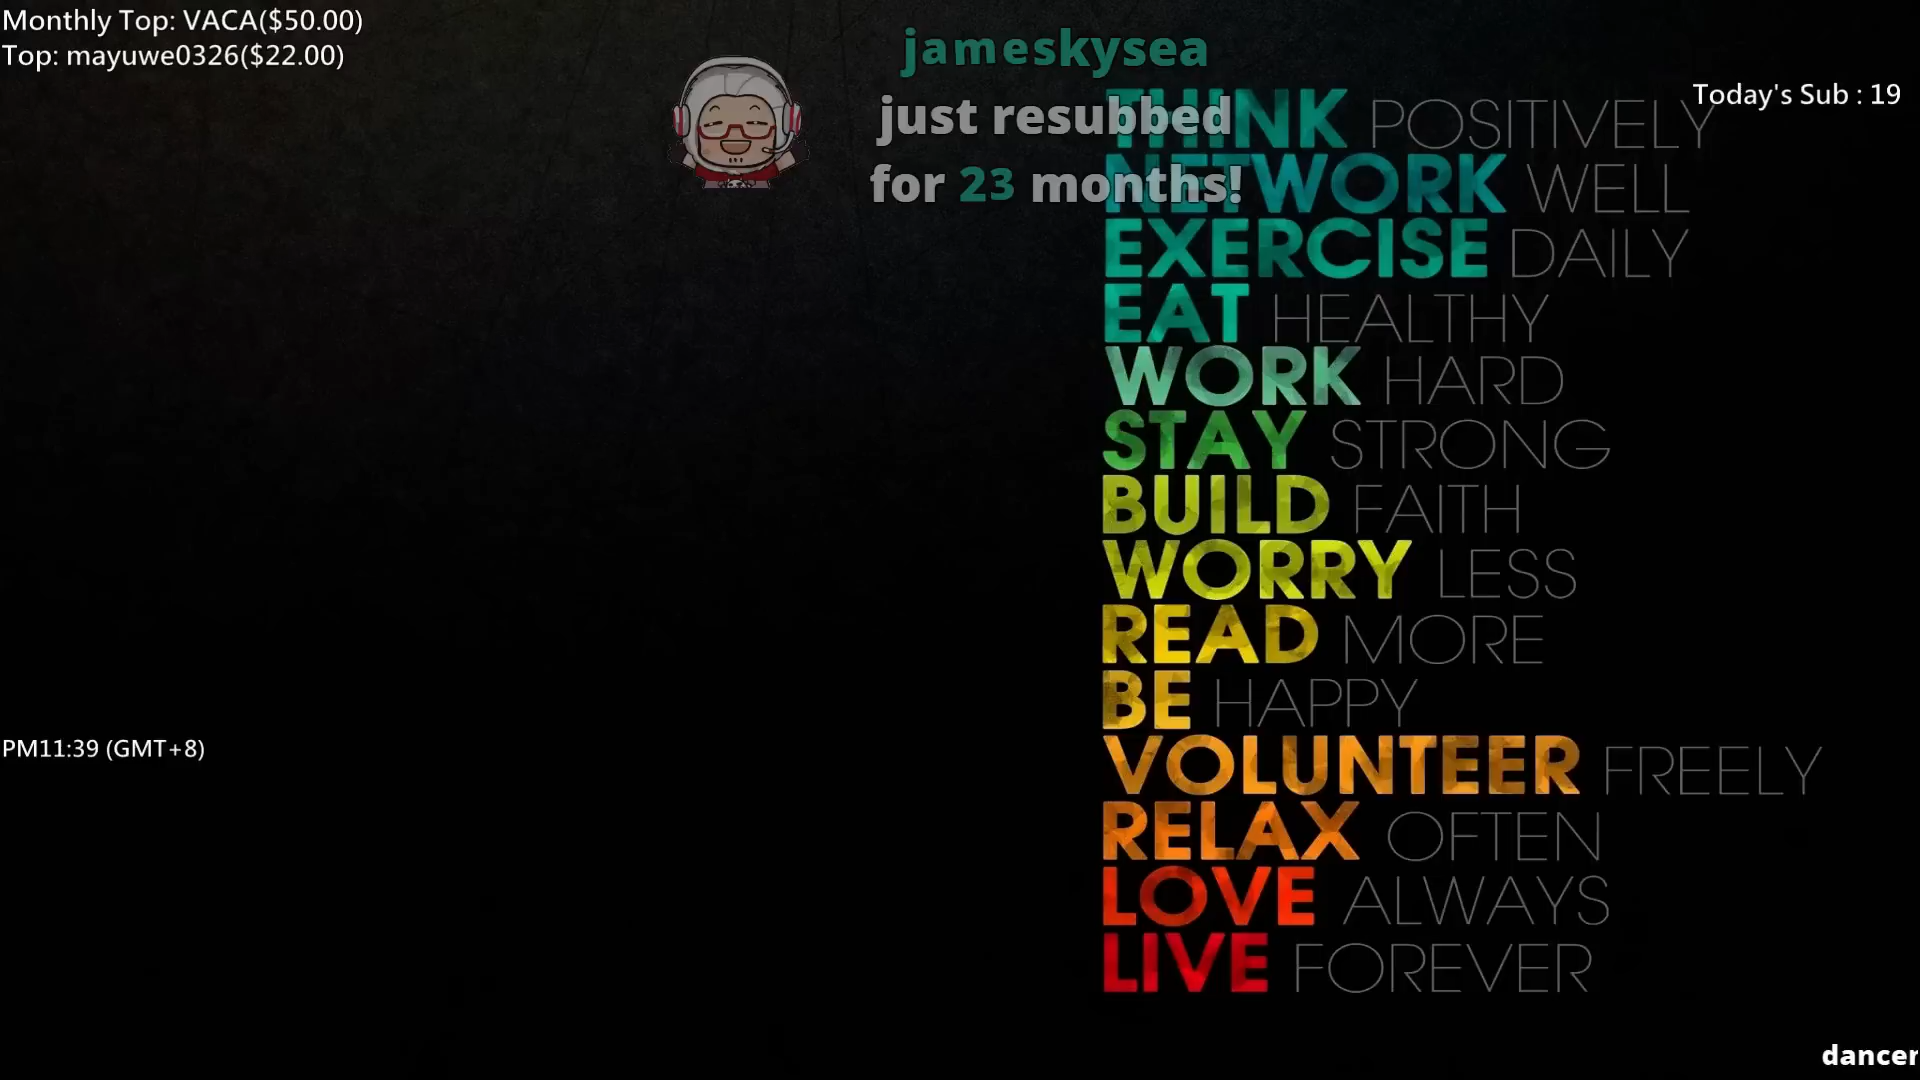 Monthly Top: VACA($50.00)
Top: mayuwe0326($22.00)
jameskysea
just resubbed
for 23 months!
Today's Sub : 19
THINK POSITIVELY
NETWORK WELL
EXERCISE DAILY
EAT HEALTHY
WORK HARD
STAY STRONG
BUILD FAITH
WORRY LESS
READ MORE
BE HAPPY
VOLUNTEER FREELY
RELAX OFTEN
LOVE ALWAYS
LIVE FOREVER
PM11:39 (GMT+8)
dancer